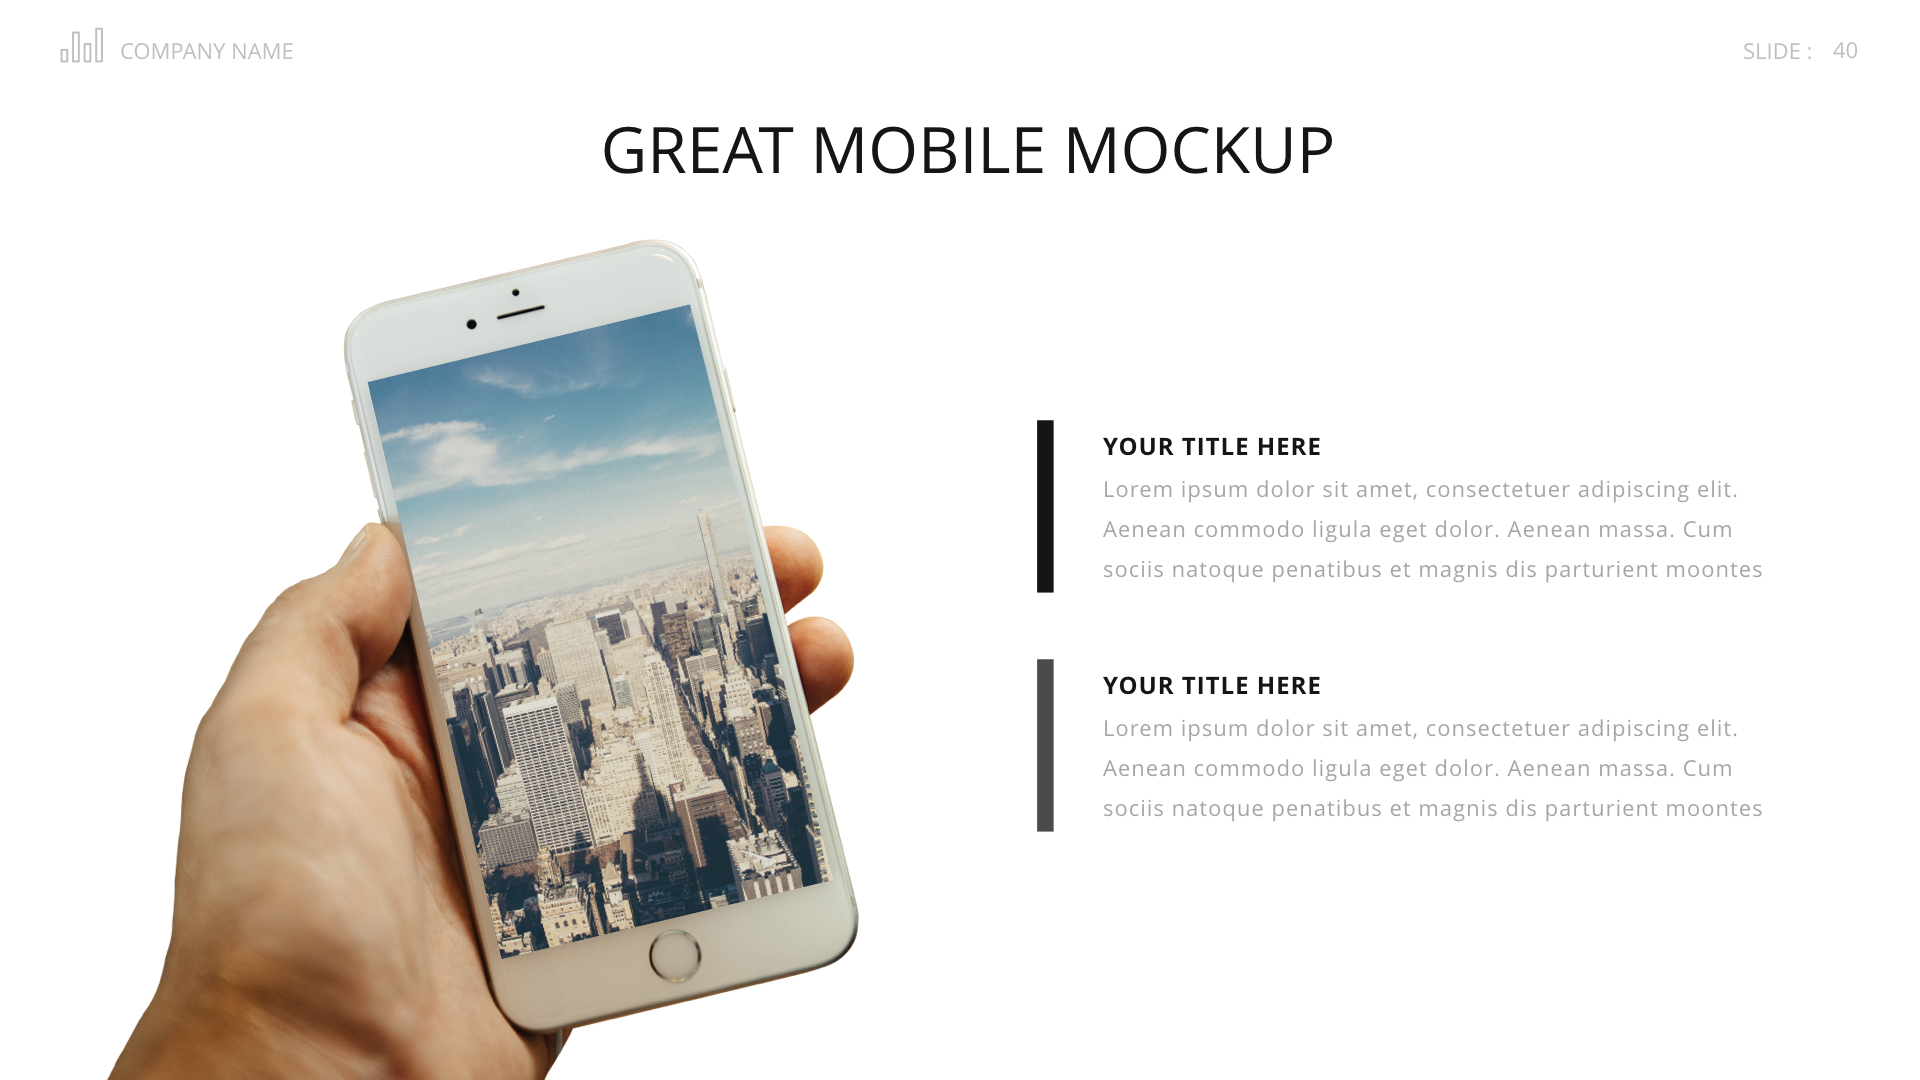 COMPANY NAME
SLIDE : 40
GREAT MOBILE MOCKUP
YOUR TITLE HERE
Lorem ipsum dolor sit amet, consectetuer adipiscing elit.
Aenean commodo ligula eget dolor. Aenean massa. Cum
sociis natoque penatibus et magnis dis parturient moontes
YOUR TITLE HERE
Lorem ipsum dolor sit amet, consectetuer adipiscing elit.
Aenean commodo ligula eget dolor. Aenean massa. Cum
sociis natoque penatibus et magnis dis parturient moontes